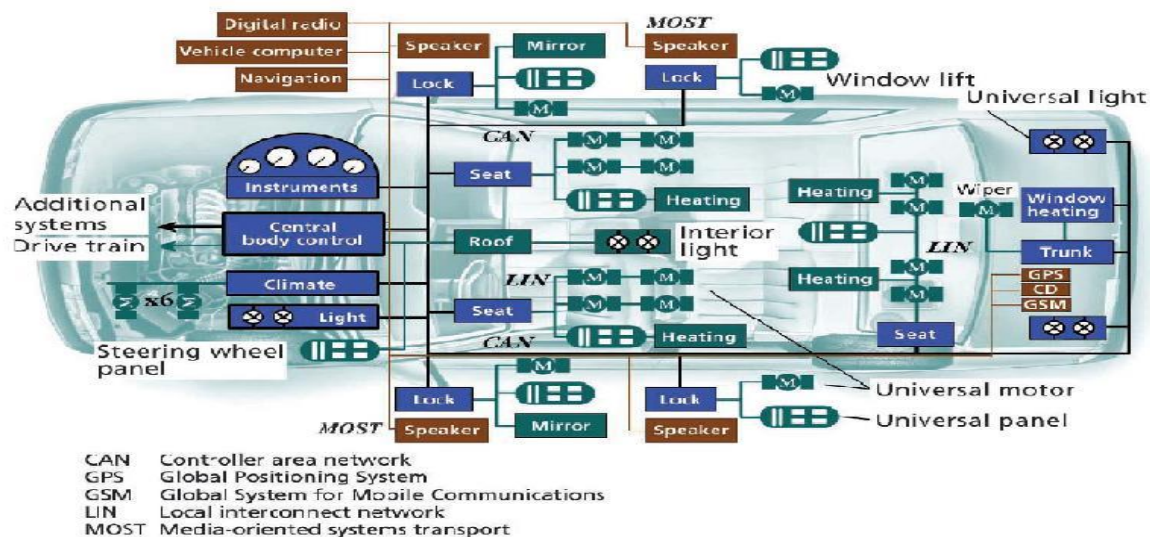 Digital radio
MOST
Vehicle computer
Speaker
Mirror
Speaker
Navigation
Lock
Lock
M
M
Window lift
Universal light
CAN
M
M
Instruments
Seat
M
M
Heating
Heating
M
M
Wiper
M
Window heating
Additional systems
Drive train
Central body control
Roof
Interior light
LIN
Trunk
Climate
LIN
M
M
Heating
M
M
GPS
CD
GSM
M
x6
M
Light
Seat
M
M
Heating
Seat
Steering wheel panel
CAN
M
M
Universal motor
Lock
Lock
Universal panel
MOST
Speaker
Mirror
Speaker
CAN Controller area network
GPS Global Positioning System
GSM Global System for Mobile Communications
LIN Local interconnect network
MOST Media-oriented systems transport